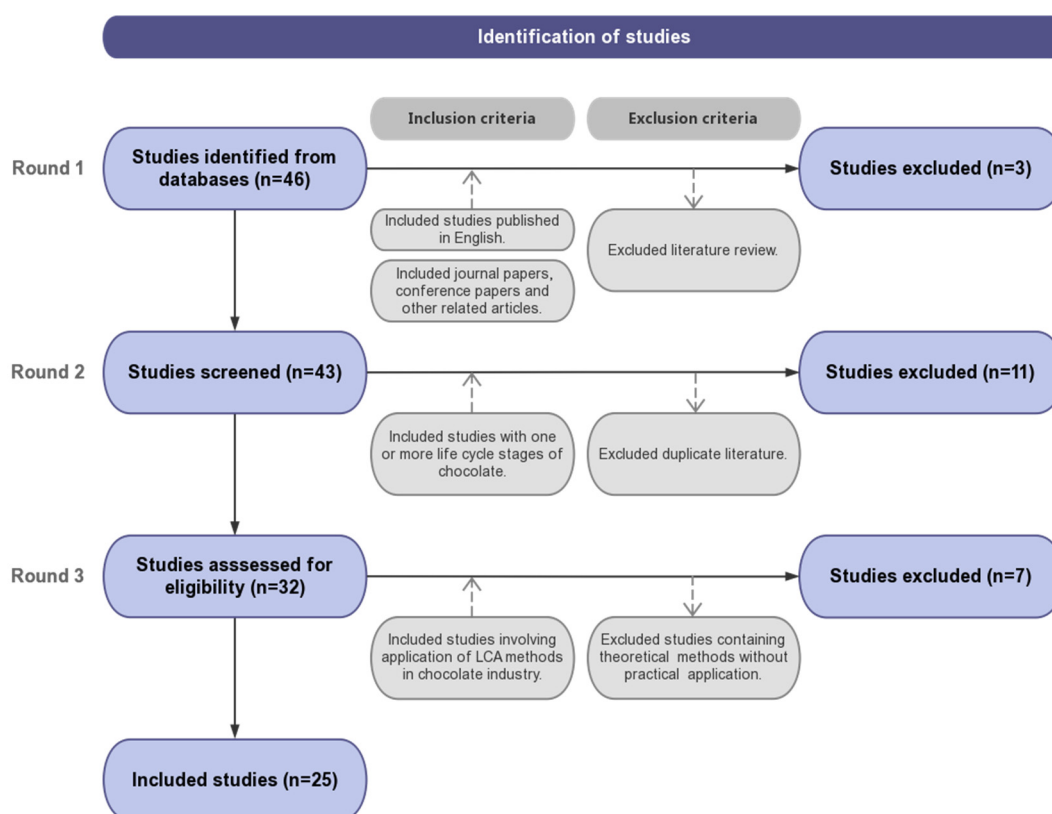 Identification of studies
Inclusion criteria
Exclusion criteria
Round 1
Studies identified from
databases (n=46)
Studies excluded (n=3)
Included studies published
in English.
Included journal papers,
conference papers and
other related articles.
Excluded literature review.
Round 2
Studies screened (n=43)
Studies excluded (n=11)
Included studies with one
or more life cycle stages of
chocolate.
Excluded duplicate literature.
Round 3
Studies asssessed for
eligibility (n=32)
Studies excluded (n=7)
Included studies involving
application of LCA methods
in chocolate industry.
Excluded studies containing
theoretical methods without
practical application.
Included studies (n=25)